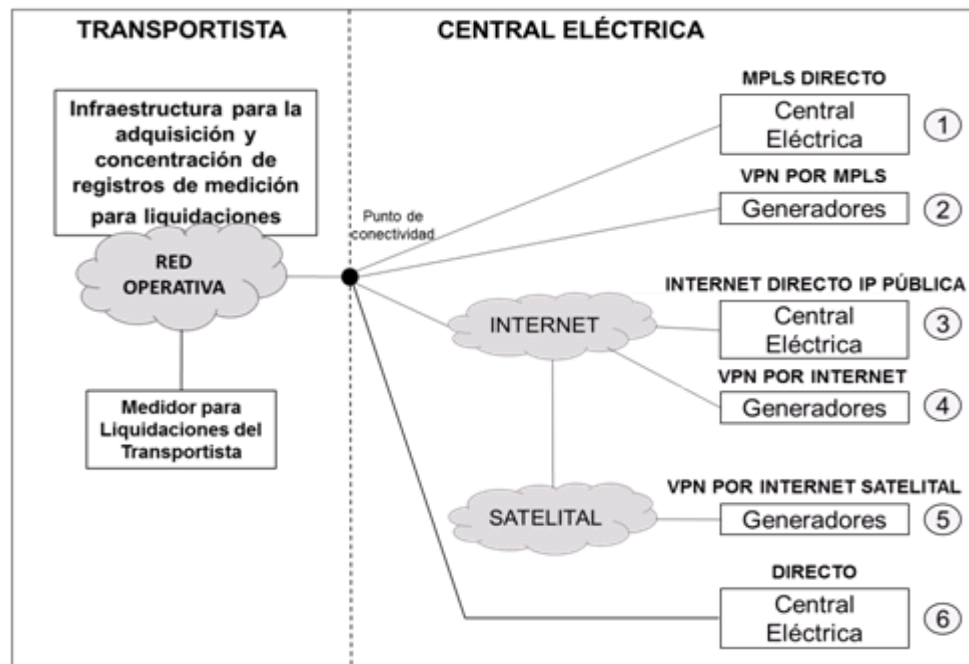 TRANSPORTISTA
Infraestructura para la
adquisición y
concentración de
registros de medición
para liquidaciones
RED
OPERATIVA
Medidor para
Liquidaciones del
Transportista
Punto de
conectividad
CENTRAL ELÉCTRICA
MPLS DIRECTO
Central
Eléctrica
1
VPN POR MPLS
Generadores
2
INTERNET
INTERNET DIRECTO IP PÚBLICA
Central
Eléctrica
3
VPN POR INTERNET
Generadores
4
SATELITAL
VPN POR INTERNET SATELITAL
Generadores
5
DIRECTO
Central
Eléctrica
6